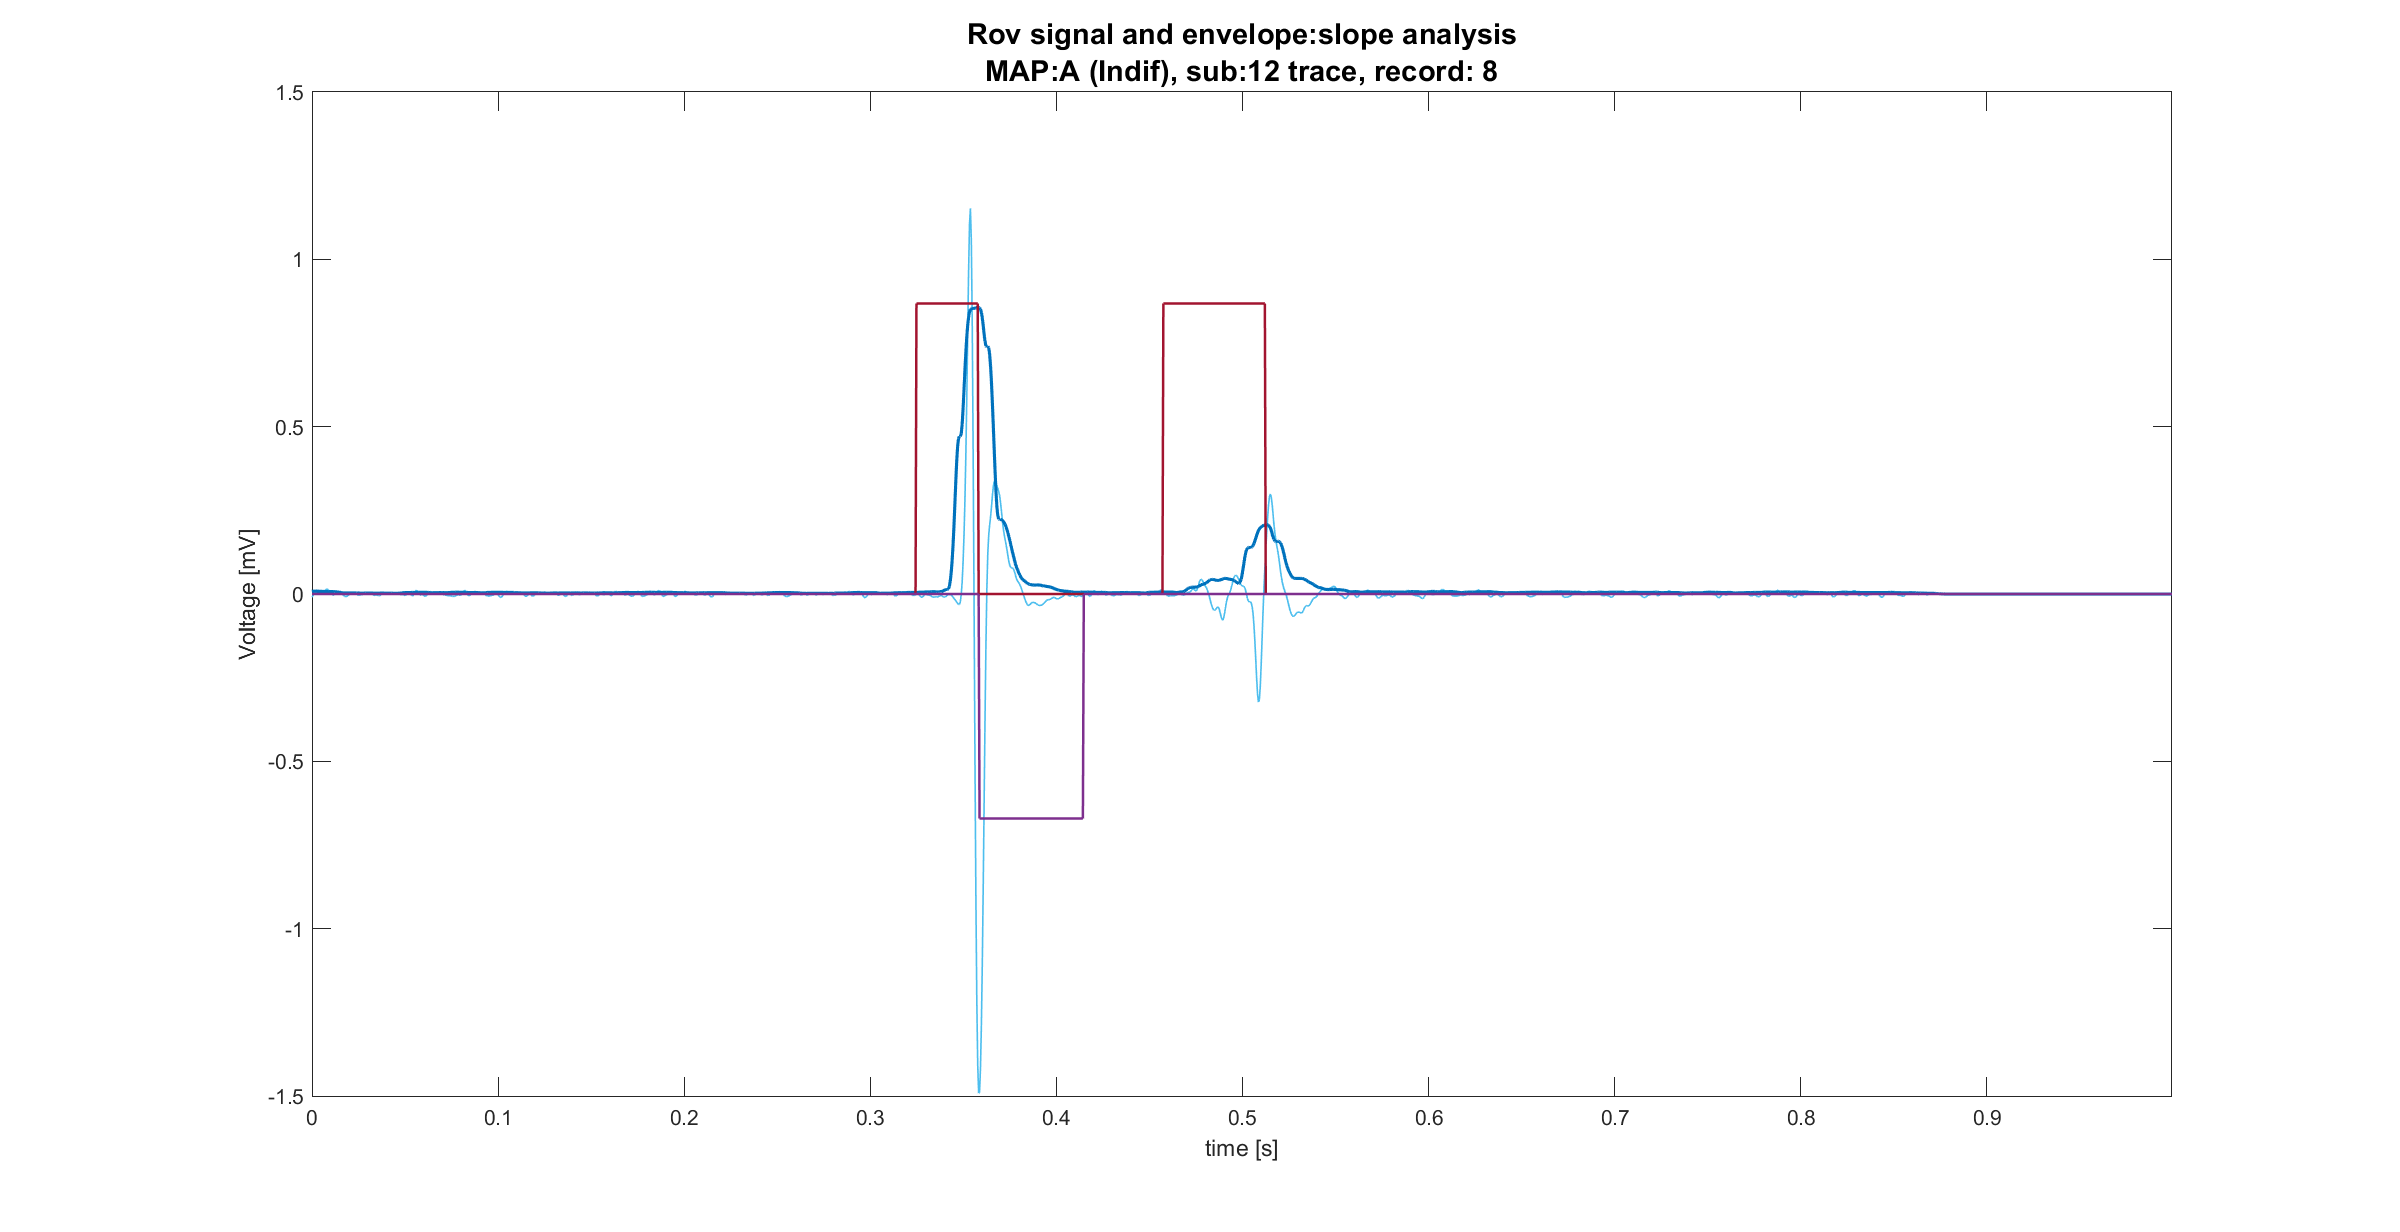 Rov signal and envelope:slope analysis
MAP:A (Indif), sub:12 trace, record: 8
1.5
1
0.5
0
-0.5
-1
-1.5
Voltage [mV]
0 0.1 0.2 0.3 0.4 0.5 0.6 0.7 0.8 0.9
time [s]